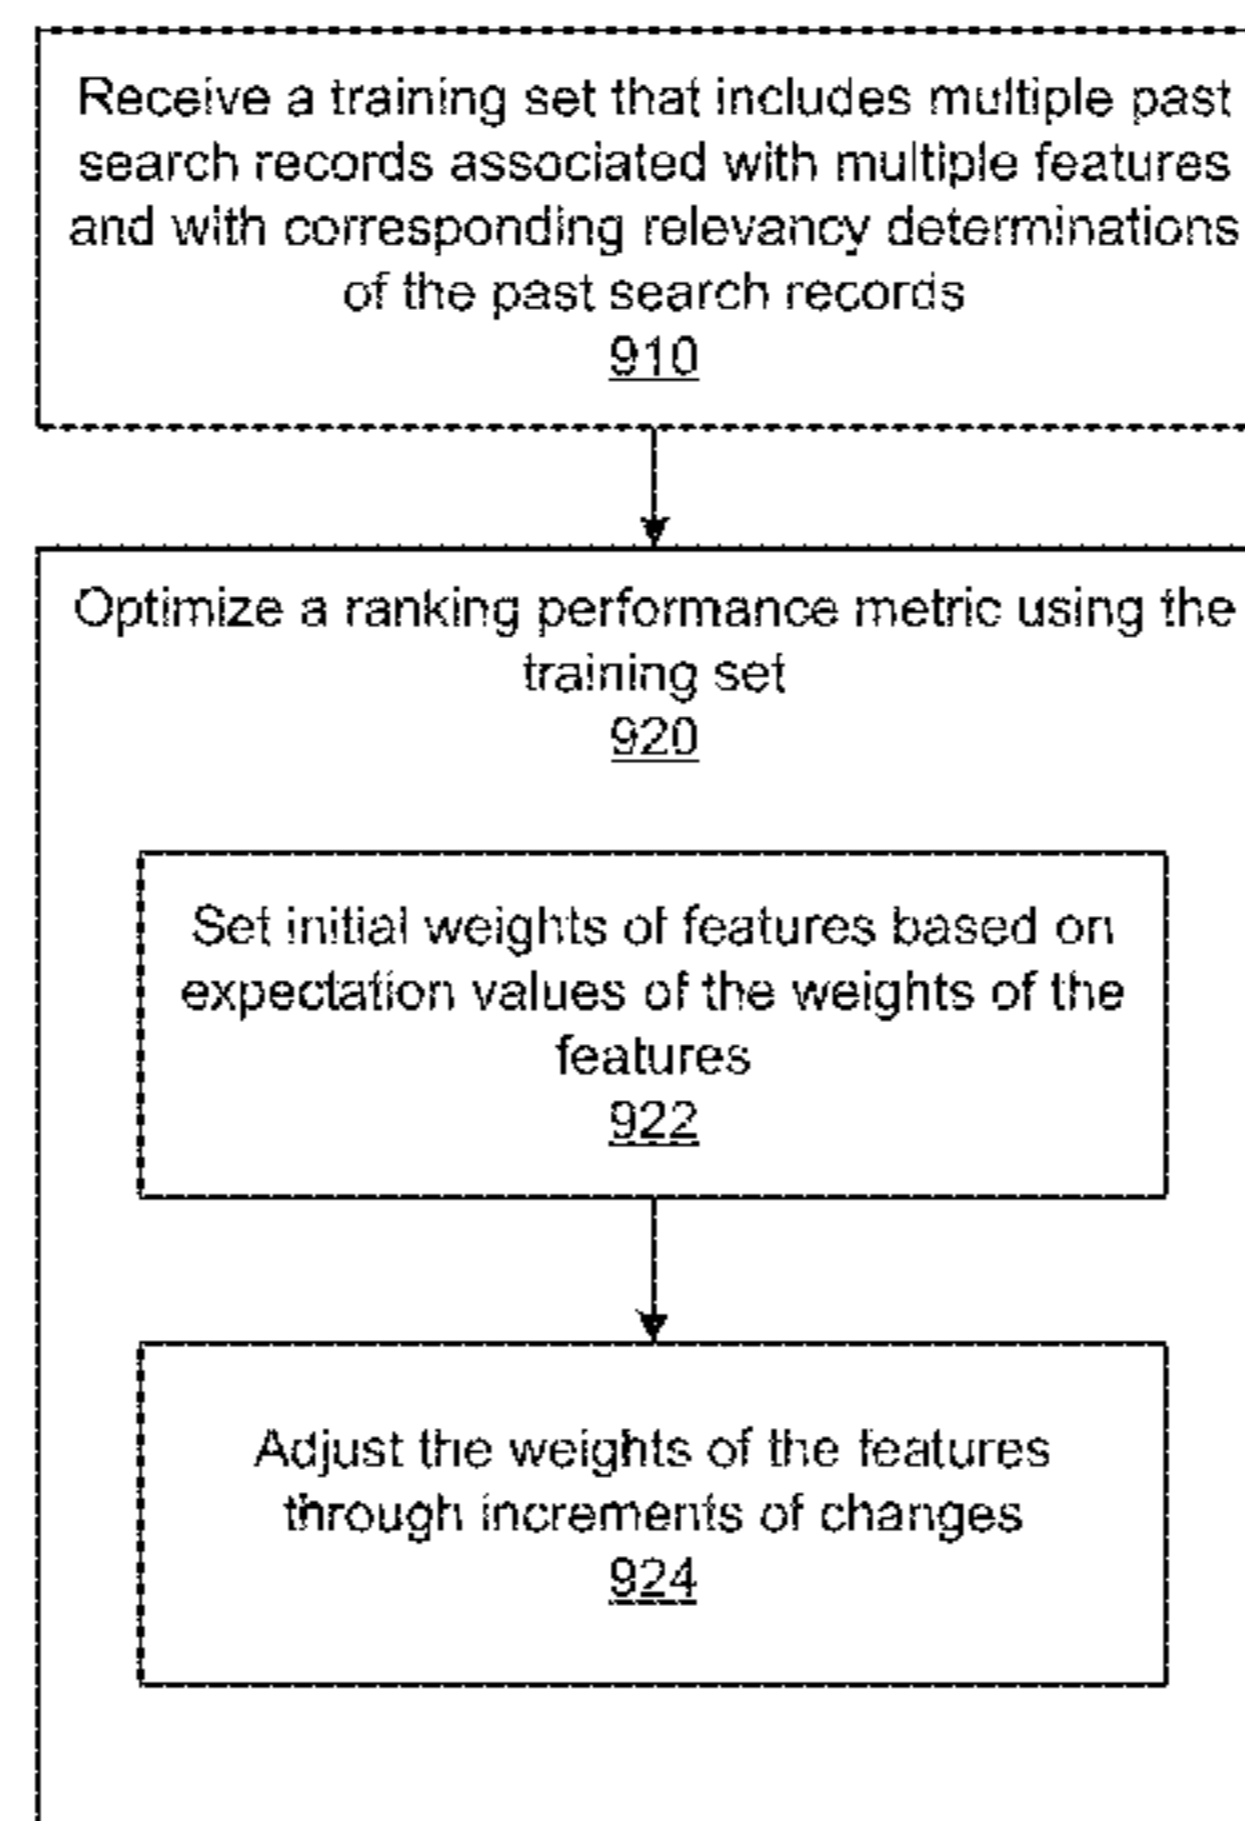 Receive a training set that includes multiple past
search records associated with multiple features
and with corresponding relevancy determinations
of the past search records
910
Optimize a ranking performance metric using the
training set
920
Set initial weights of features based on
expectation values of the weights of the
features
922
Adjust the weights of the features
through increments of changes
924